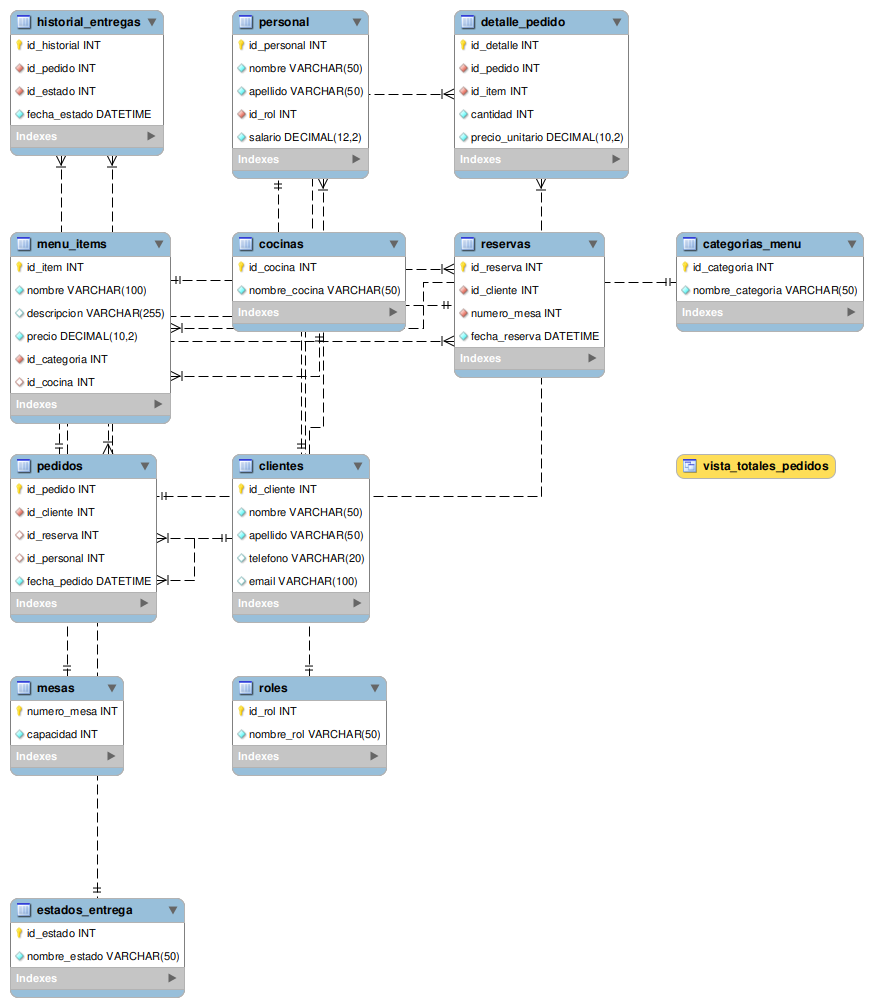 historial_entregas
id_historial INT
id_pedido INT
id_estado INT
fecha_estado DATETIME
Indexes
personal
id_personal INT
nombre VARCHAR(50)
apellido VARCHAR(50)
id_rol INT
salario DECIMAL(12,2)
Indexes
detalle_pedido
id_detalle INT
id_pedido INT
id_item INT
cantidad INT
precio_unitario DECIMAL(10,2)
Indexes
menu_items
id_item INT
nombre VARCHAR(100)
descripcion VARCHAR(255)
precio DECIMAL(10,2)
id_categoria INT
id_cocina INT
Indexes
cocinas
id_cocina INT
nombre_cocina VARCHAR(50)
Indexes
reservas
id_reserva INT
id_cliente INT
numero_mesa INT
fecha_reserva DATETIME
Indexes
categorias_menu
id_categoria INT
nombre_categoria VARCHAR(50)
Indexes
pedidos
id_pedido INT
id_cliente INT
id_reserva INT
id_personal INT
fecha_pedido DATETIME
Indexes
clientes
id_cliente INT
nombre VARCHAR(50)
apellido VARCHAR(50)
telefono VARCHAR(20)
email VARCHAR(100)
Indexes
vista_totales_pedidos
mesas
numero_mesa INT
capacidad INT
Indexes
roles
id_rol INT
nombre_rol VARCHAR(50)
Indexes
estados_entrega
id_estado INT
nombre_estado VARCHAR(50)
Indexes